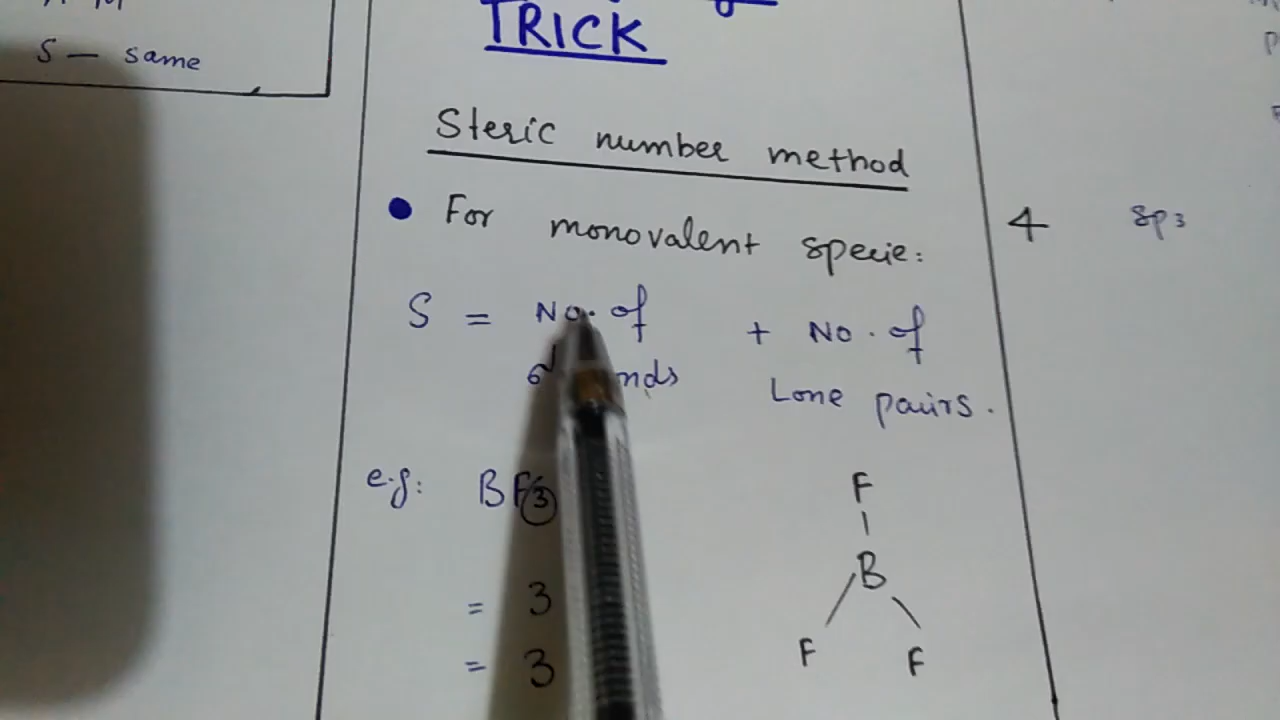 S — same
TRICK
Steric number method
• For monovalent specie:
S = No. of + No. of
Lone pairs.
e.g: BF3
= 3
= 3
F
B
F F
4 sp3